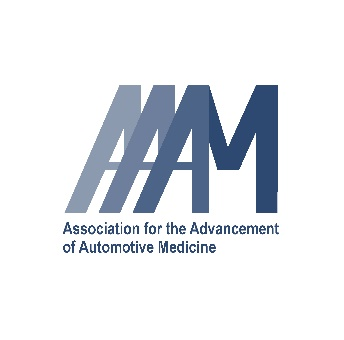 AAAM
Association for the Advancement
of Automotive Medicine